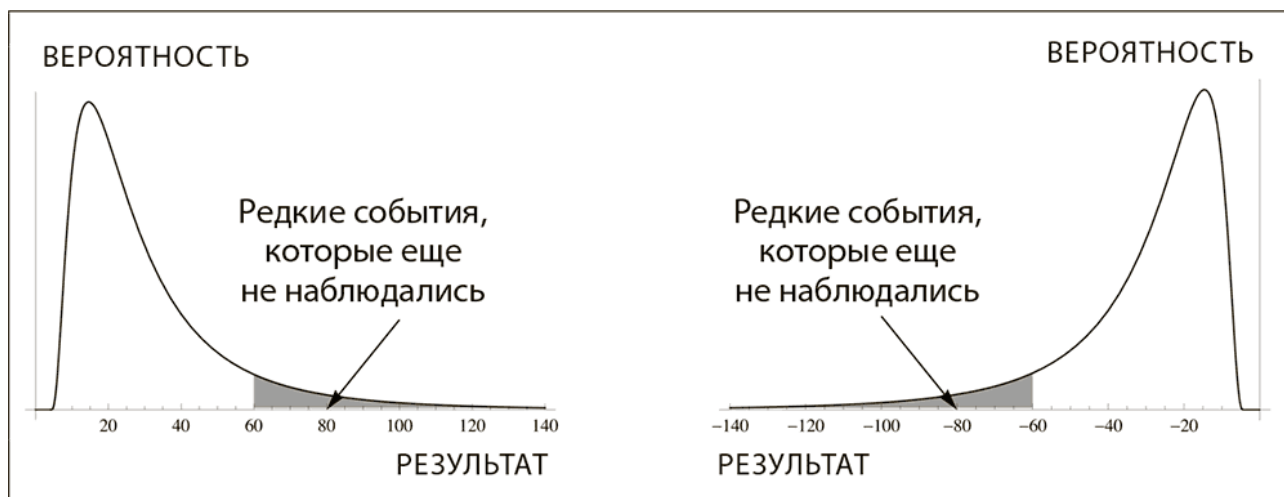 ВЕРОЯТНОСТЬ
Редкие события,
которые еще
не наблюдались
20 40 60 80 100 120 140
РЕЗУЛЬТАТ
ВЕРОЯТНОСТЬ
Редкие события,
которые еще
не наблюдались
−140 −120 −100 −80 −60 −40 −20
РЕЗУЛЬТАТ